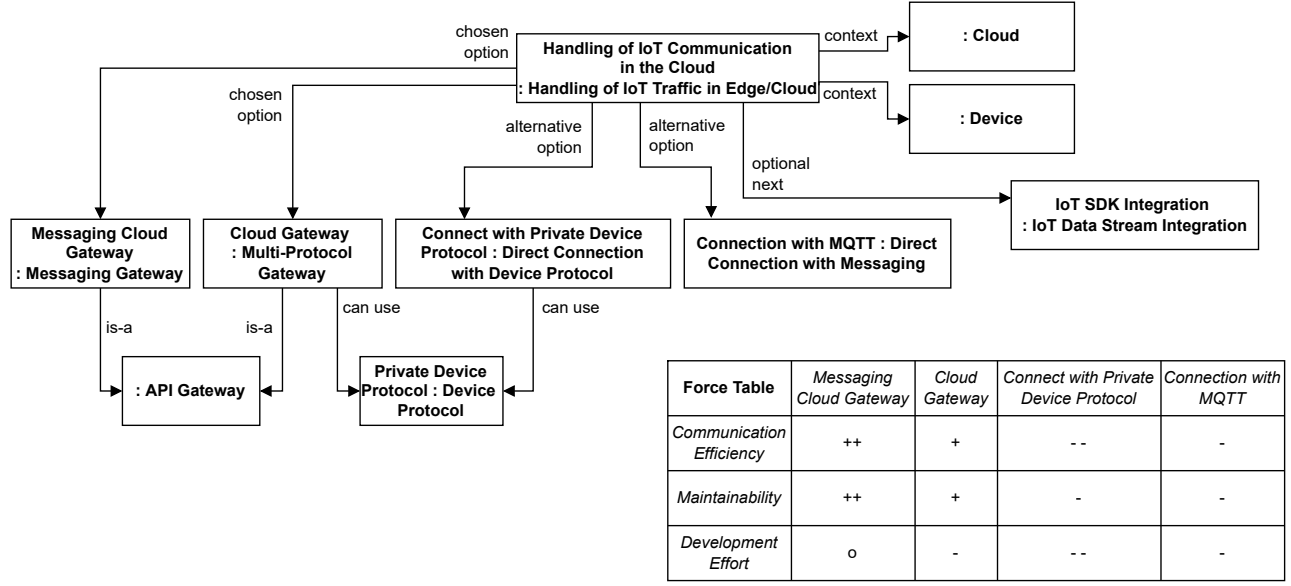 chosen
option
Handling of IoT Communication
in the Cloud
: Handling of IoT Traffic in Edge/Cloud
context
: Cloud
context
: Device
chosen
option
alternative
option
alternative
option
optional
next
IoT SDK Integration
: IoT Data Stream Integration
Messaging Cloud
Gateway
: Messaging Gateway
Cloud Gateway
: Multi-Protocol
Gateway
Connect with Private Device
Protocol : Direct Connection
with Device Protocol
Connection with MQTT : Direct
Connection with Messaging
is-a
is-a
can use
can use
: API Gateway
Private Device
Protocol : Device
Protocol
Force Table
Messaging
Cloud Gateway
Cloud
Gateway
Connect with Private
Device Protocol
Connection with
MQTT
Communication
Efficiency
++
+
- -
-
Maintainability
++
+
-
-
Development
Effort
o
-
- -
-